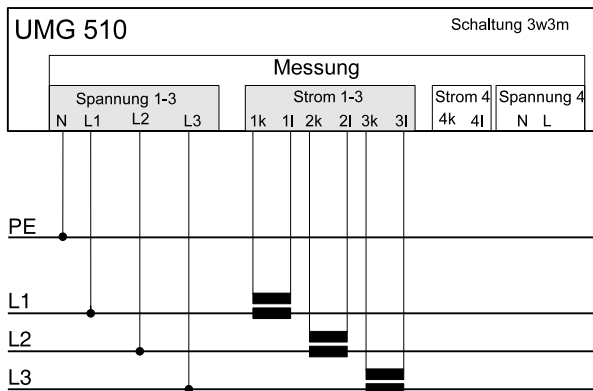 UMG 510 Schaltung 3w3m
Messung
Spannung 1-3 Strom 1-3 Strom 4 Spannung 4
N L1 L2 L3 1k 1l 2k 2l 3k 3l 4k 4l N L
PE
L1
L2
L3